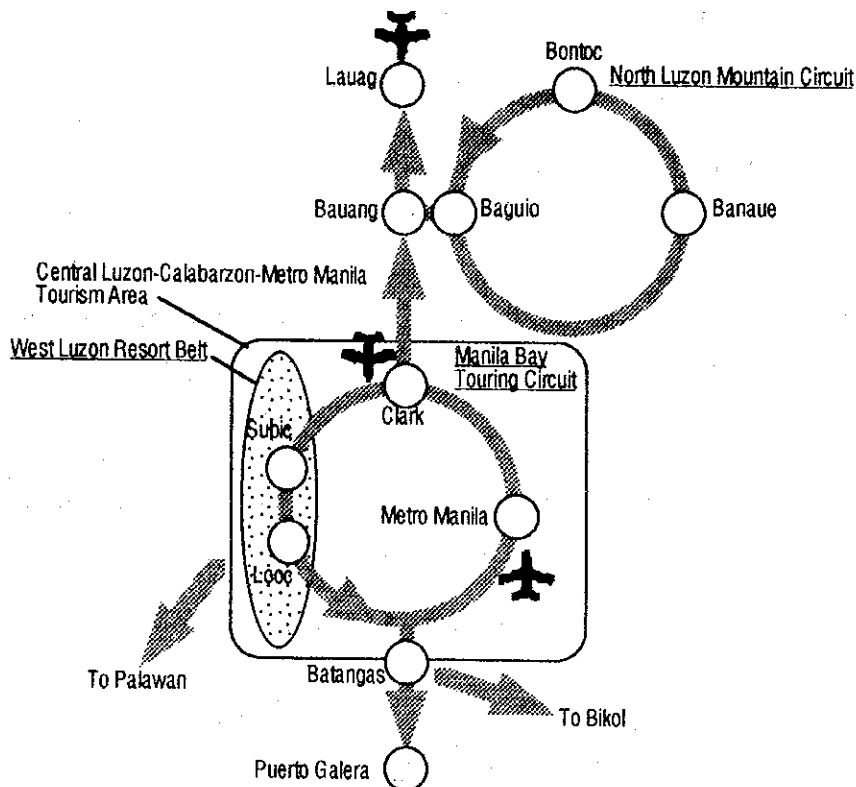 Lauag
Bontoc
North Luzon Mountain Circuit
Bauang
Baguio
Banaue
Central Luzon-Calabarzon-Metro Manila
Tourism Area
West Luzon Resort Belt
Manila Bay
Touring Circuit
Clark
Subic
Metro Manila
Looc
To Palawan
Batangas
To Bikol
Puerto Galera